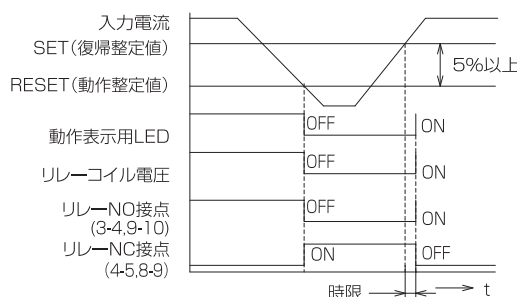 入力電流
SET(復帰整定値)
5%以上
RESET(動作整定値)
動作表示用LED
OFF
ON
リレーコイル電圧
OFF
ON
リレーNO接点
(3-4,9-10)
OFF
ON
リレーNC接点
(4-5,8-9)
ON
OFF
時限
t